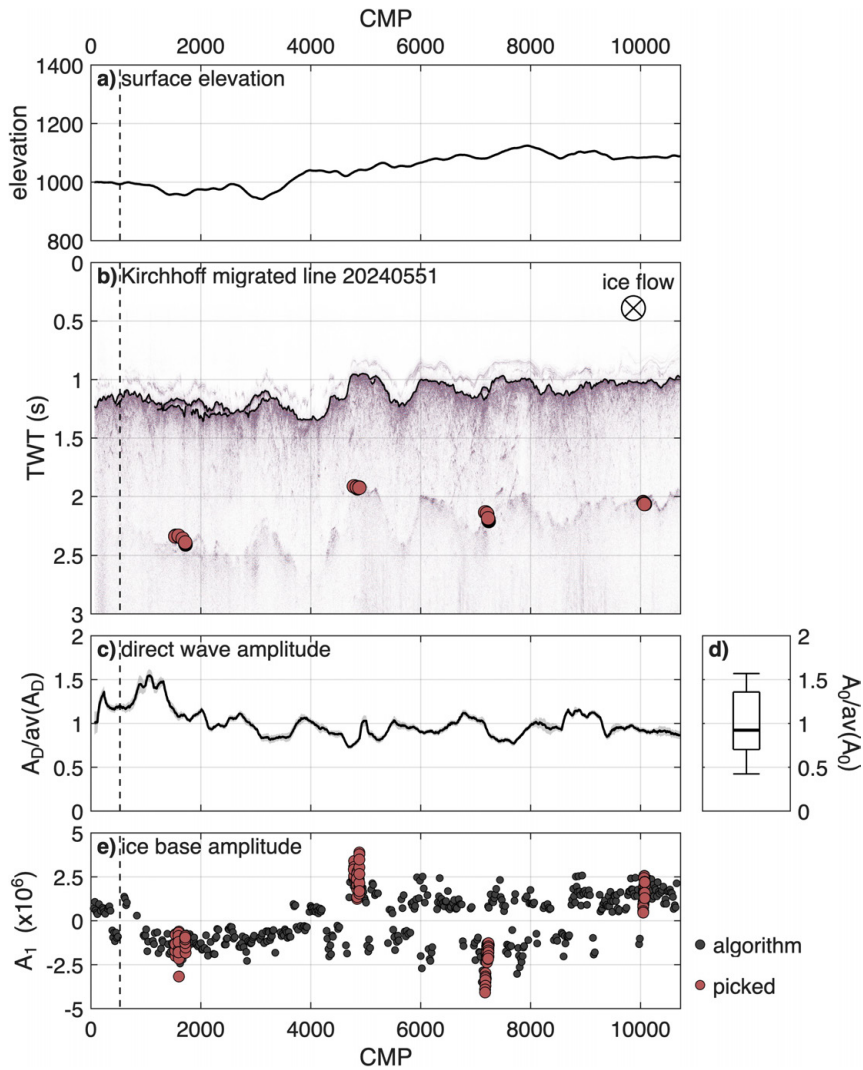 CMP
0 2000 4000 6000 8000 10000
a) surface elevation
elevation
1400
1200
1000
800
b) Kirchhoff migrated line 20240551
ice flow
TWT (s)
0
0.5
1
1.5
2
2.5
3
c) direct wave amplitude
A_D/av(A_D)
2
1.5
1
0.5
0
d)
2
1.5
1
0.5
0
A_0/av(A_0)
e) ice base amplitude
A_1 (x10^6)
5
2.5
0
-2.5
-5
algorithm
picked
0 2000 4000 6000 8000 10000
CMP